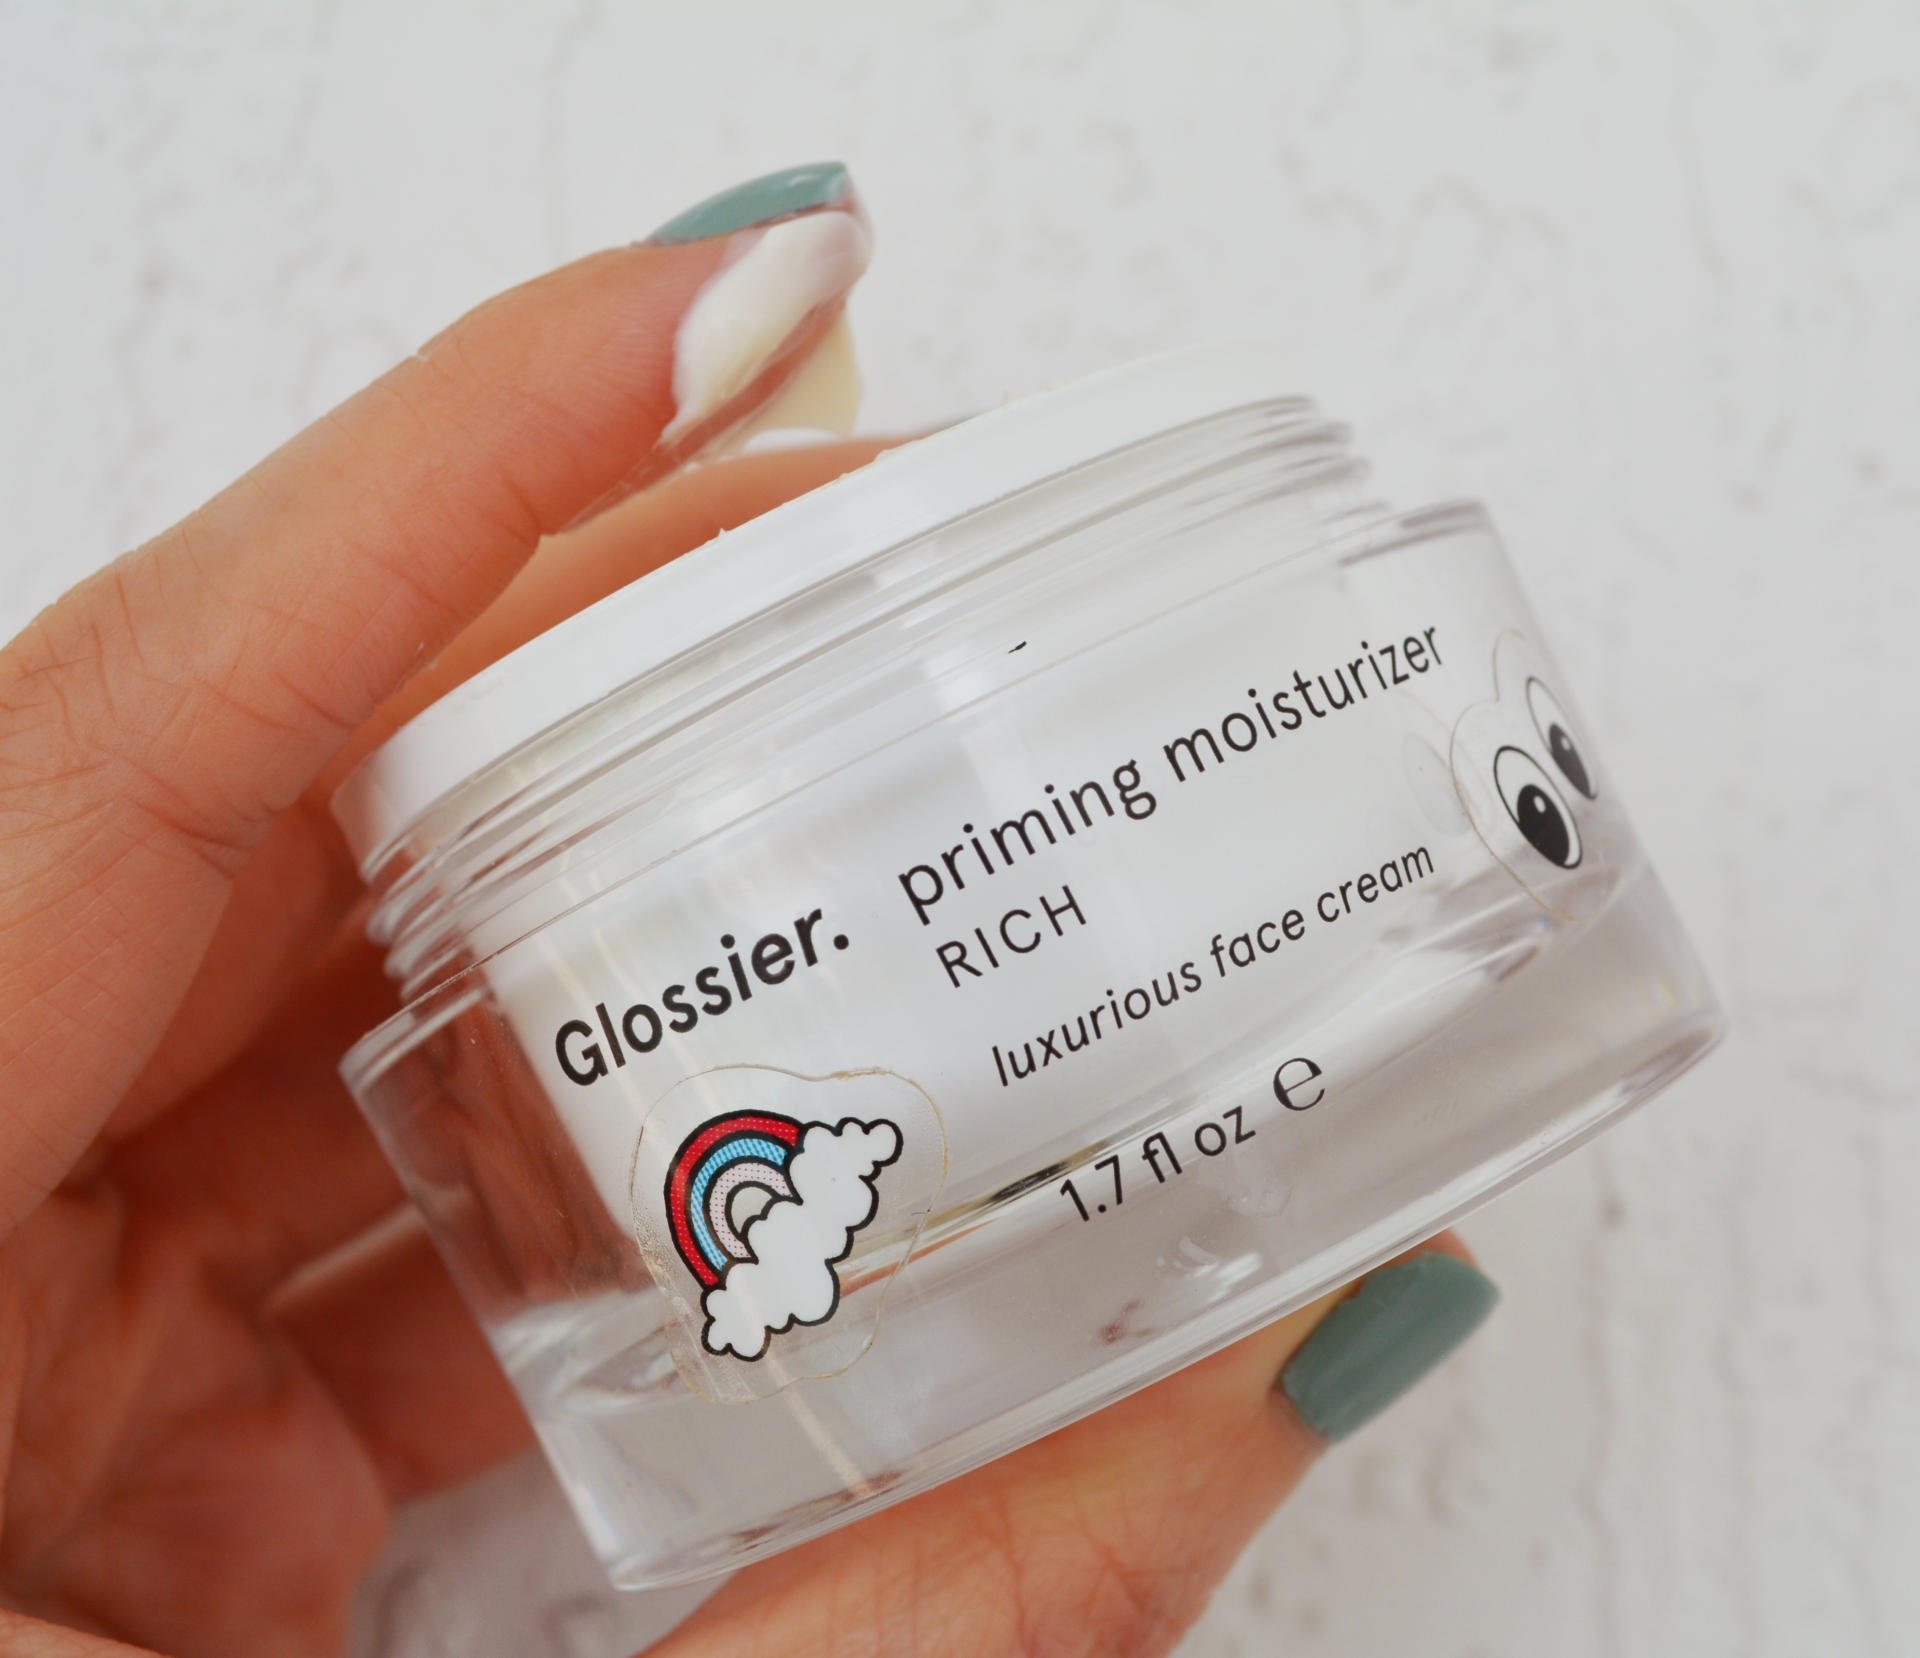 Glossier. priming moisturizer
RICH
luxurious face cream
1.7 fl oz ℮